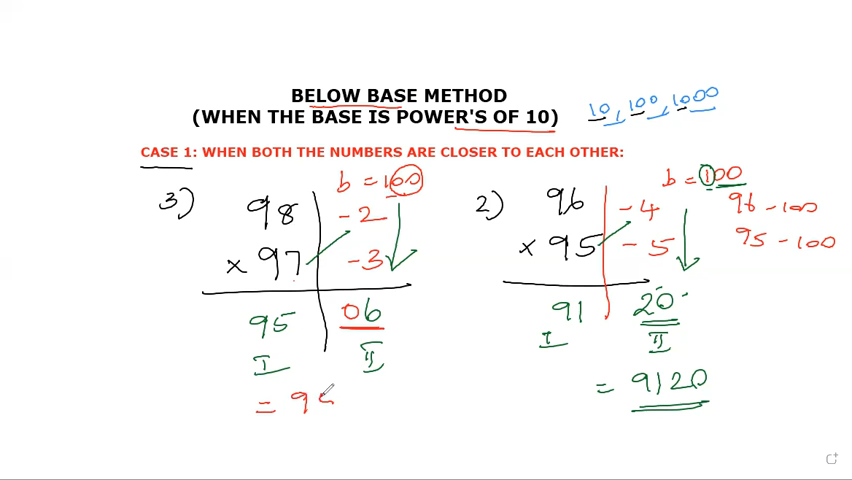 BELOW BASE METHOD
(WHEN THE BASE IS POWER'S OF 10)
10, 100, 1000
CASE 1: WHEN BOTH THE NUMBERS ARE CLOSER TO EACH OTHER:
3)
b = 100
98 | -2
x 97 | -3
95 | 06
I II
= 9
2)
b = 100
96 - 100
95 - 100
96 | -4
x 95 | -5
91 | 20
I II
= 9120